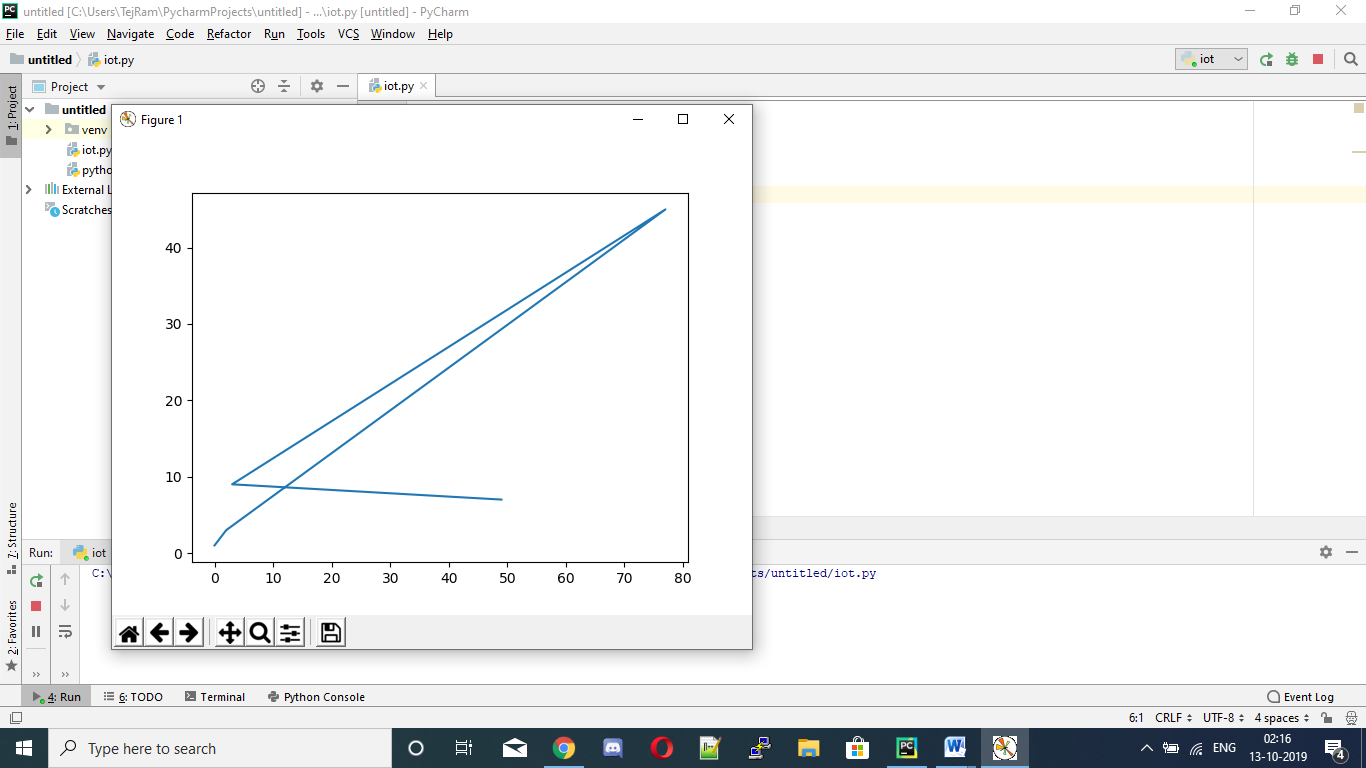 untitled [C:\Users\TejRam\PycharmProjects\untitled] - ...\iot.py [untitled] - PyCharm
File Edit View Navigate Code Refactor Run Tools VCS Window Help
untitled iot.py iot
1: Project
Project iot.py
untitled
venv
iot.py
pytho
External L
Scratches
Figure 1
40
30
20
10
0
0 10 20 30 40 50 60 70 80
7: Structure
2: Favorites
Run: iot
C:\ ts/untitled/iot.py
4: Run 6: TODO Terminal Python Console Event Log
6:1 CRLF UTF-8 4 spaces
Type here to search
ENG 02:16
13-10-2019
4